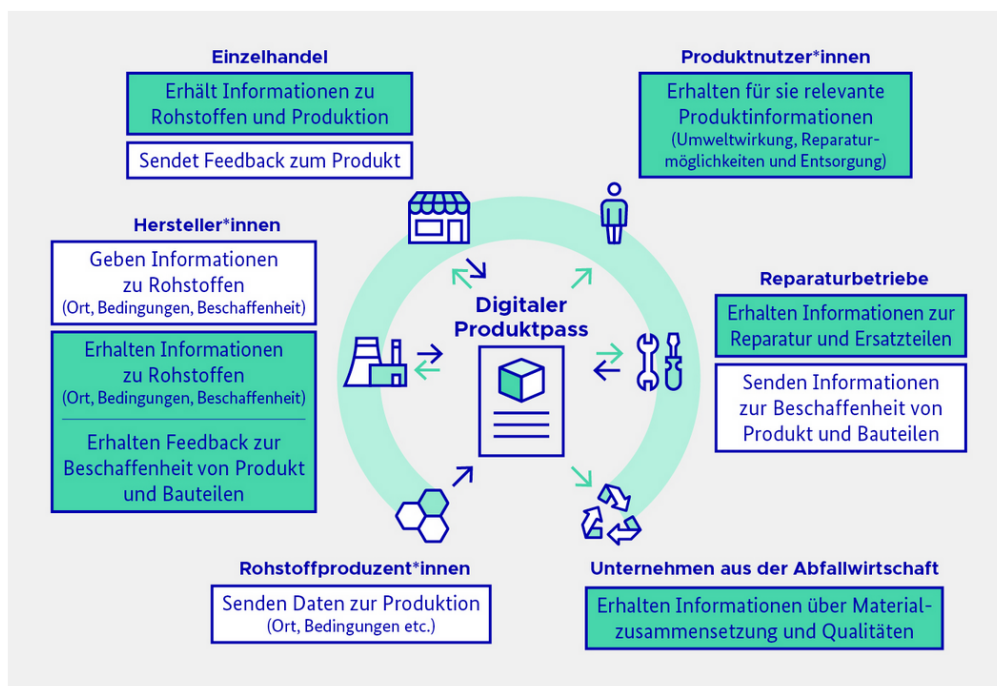 Einzelhandel
Erhält Informationen zu
Rohstoffen und Produktion
Sendet Feedback zum Produkt
Produktnutzer*innen
Erhalten für sie relevante
Produktinformationen
(Umweltwirkung, Reparatur-
möglichkeiten und Entsorgung)
Hersteller*innen
Geben Informationen
zu Rohstoffen
(Ort, Bedingungen, Beschaffenheit)
Erhalten Informationen
zu Rohstoffen
(Ort, Bedingungen, Beschaffenheit)
Erhalten Feedback zur
Beschaffenheit von Produkt
und Bauteilen
Digitaler
Produktpass
Reparaturbetriebe
Erhalten Informationen zur
Reparatur und Ersatzteilen
Senden Informationen
zur Beschaffenheit von
Produkt und Bauteilen
Rohstoffproduzent*innen
Senden Daten zur Produktion
(Ort, Bedingungen etc.)
Unternehmen aus der Abfallwirtschaft
Erhalten Informationen über Material-
zusammensetzung und Qualitäten